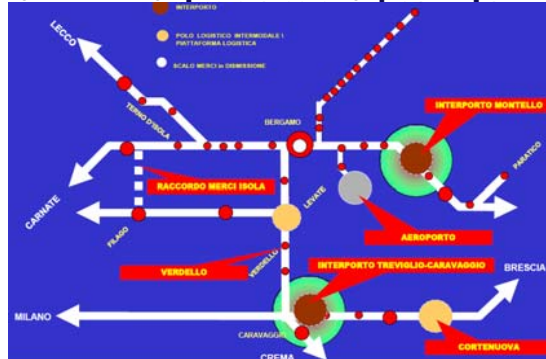 INTERPORTO
POLO LOGISTICO INTERMODALE \
PIATTAFORMA LOGISTICA
SCALO MERCI in DISMISSIONE
LECCO
TERNO D'ISOLA
BERGAMO
INTERPORTO MONTELLO
PARATICO
RACCORDO MERCI ISOLA
LEVATE
CARNATE
FILAGO
AEROPORTO
VERDELLO
VERDELLO
INTERPORTO TREVIGLIO-CARAVAGGIO
BRESCIA
MILANO
CARAVAGGIO
CORTENUOVA
CREMA